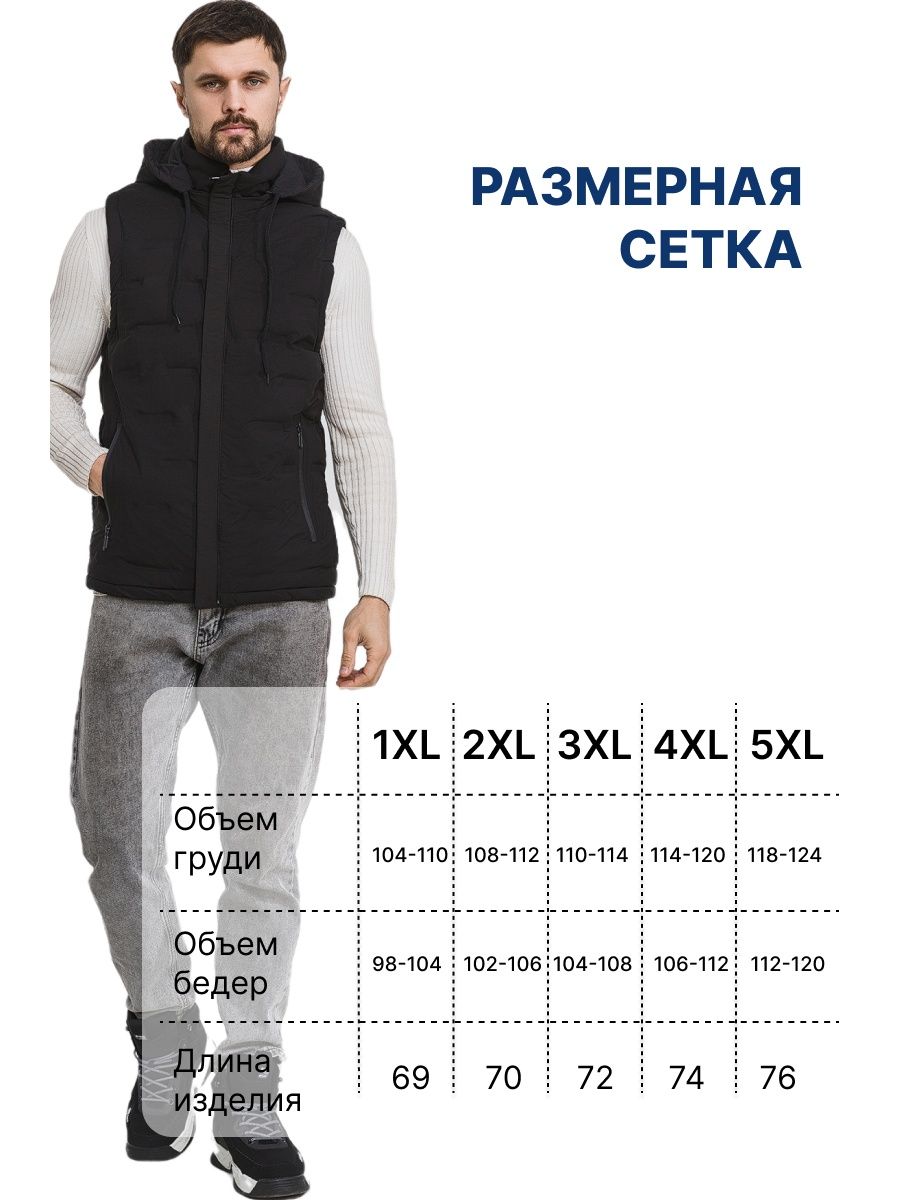 РАЗМЕРНАЯ
СЕТКА
1XL 2XL 3XL 4XL 5XL
Объем
груди
104-110 108-112 110-114 114-120 118-124
Объем
бедер
98-104 102-106 104-108 106-112 112-120
Длина
изделия
69 70 72 74 76